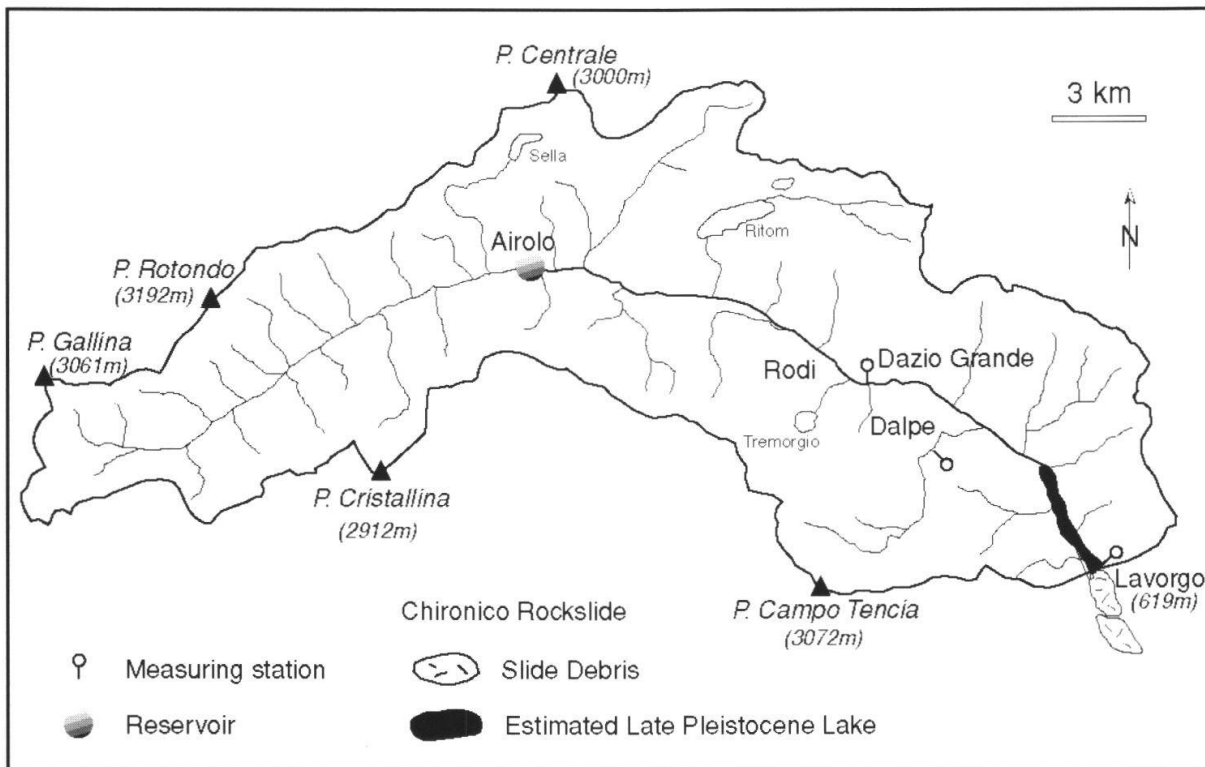 P. Centrale
(3000m)
3 km
Sella
Ritom
N
Airolo
P. Rotondo
(3192m)
P. Gallina
(3061m)
Rodi
Dazio Grande
Tremorgio
Dalpe
P. Cristallina
(2912m)
Lavorgo
(619m)
P. Campo Tencia
(3072m)
Chironico Rockslide
Measuring station
Slide Debris
Reservoir
Estimated Late Pleistocene Lake